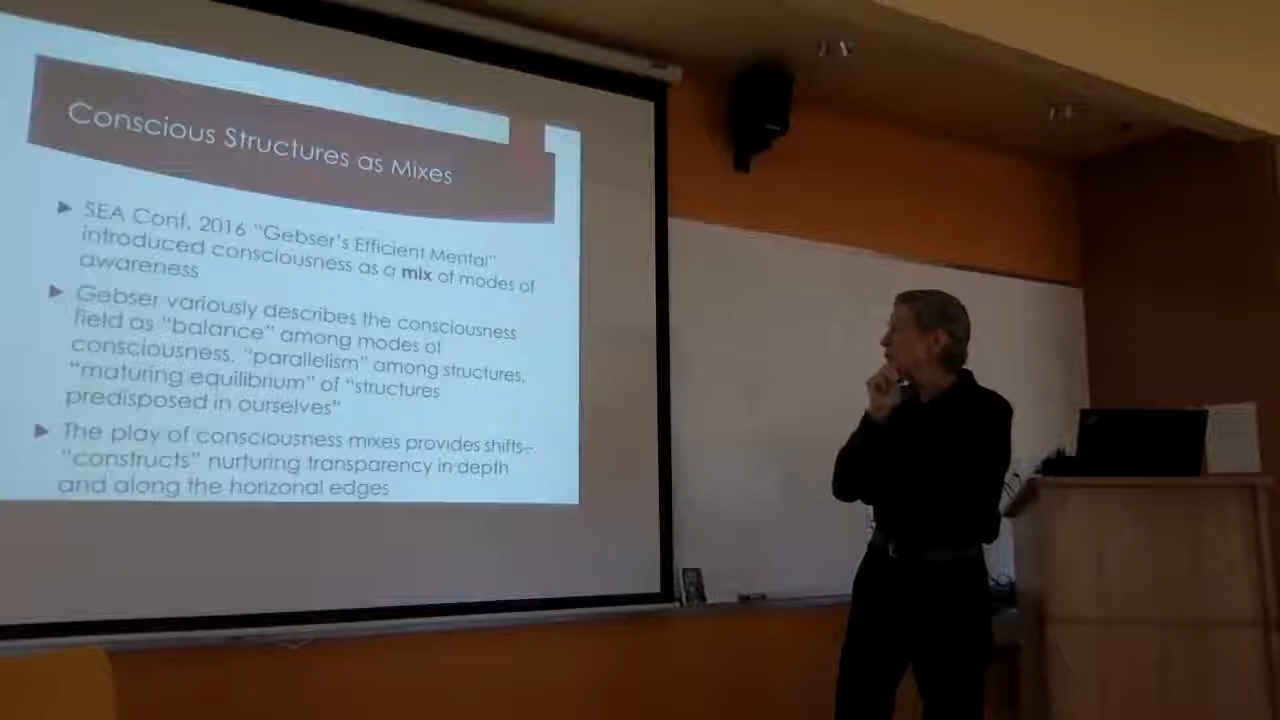 Conscious Structures as Mixes
SEA Conf. 2016 “Gebser’s Efficient Mental”
introduced consciousness as a mix of modes of
awareness
Gebser variously describes the consciousness
field as “balance” among modes of
consciousness, “parallelism” among structures,
“maturing equilibrium” of “structures
predisposed in ourselves”
The play of consciousness mixes provides shifts–
“constructs” nurturing transparency in depth
and along the horizonal edges